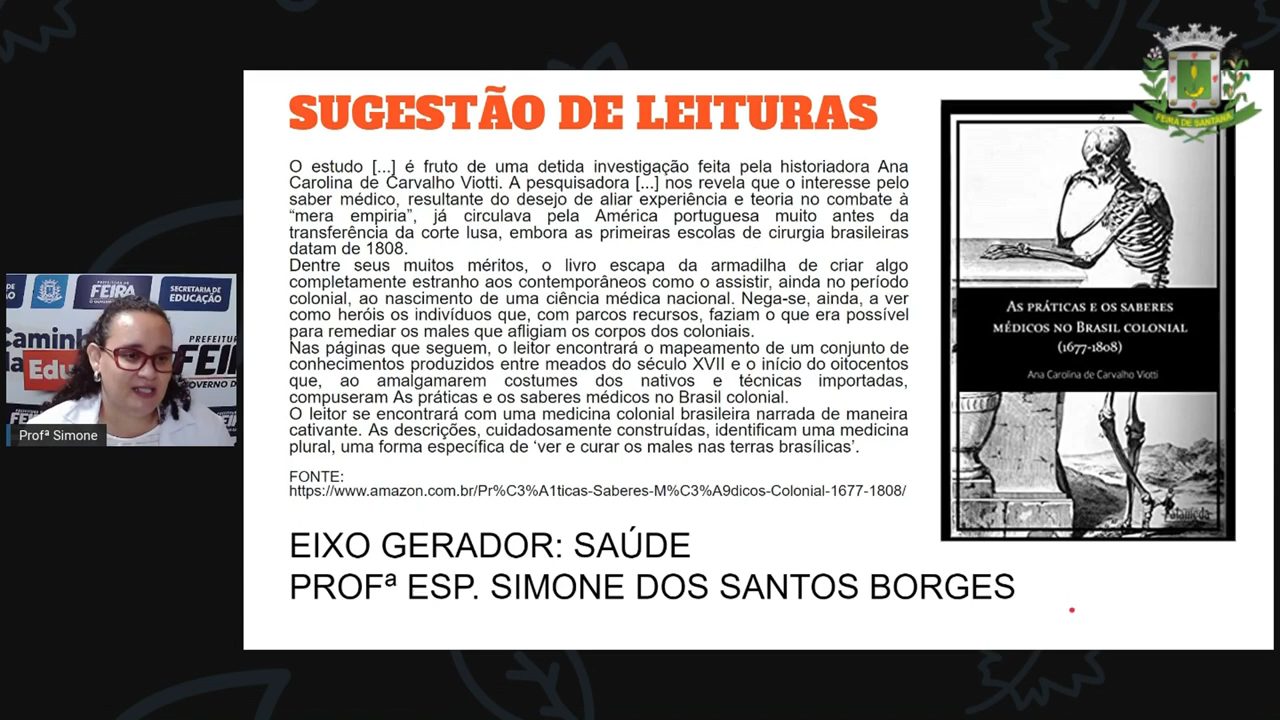 FEIRA DE SANTANA
SUGESTÃO DE LEITURAS
O estudo [...] é fruto de uma detida investigação feita pela historiadora Ana
Carolina de Carvalho Viotti. A pesquisadora [...] nos revela que o interesse pelo
saber médico, resultante do desejo de aliar experiência e teoria no combate à
“mera empiria”, já circulava pela América portuguesa muito antes da
transferência da corte lusa, embora as primeiras escolas de cirurgia brasileiras
datam de 1808.
Dentre seus muitos méritos, o livro escapa da armadilha de criar algo
completamente estranho aos contemporâneos como o assistir, ainda no período
colonial, ao nascimento de uma ciência médica nacional. Nega-se, ainda, a ver
como heróis os indivíduos que, com parcos recursos, faziam o que era possível
para remediar os males que afligiam os corpos dos coloniais.
Nas páginas que seguem, o leitor encontrará o mapeamento de um conjunto de
conhecimentos produzidos entre meados do século XVII e o início do oitocentos
que, ao amalgamarem costumes dos nativos e técnicas importadas,
compuseram As práticas e os saberes médicos no Brasil colonial.
O leitor se encontrará com uma medicina colonial brasileira narrada de maneira
cativante. As descrições, cuidadosamente construídas, identificam uma medicina
plural, uma forma específica de ‘ver e curar os males nas terras brasílicas’.
FONTE:
https://www.amazon.com.br/Pr%C3%A1ticas-Saberes-M%C3%A9dicos-Colonial-1677-1808/
EIXO GERADOR: SAÚDE
PROFª ESP. SIMONE DOS SANTOS BORGES
As práticas e os saberes
médicos no Brasil colonial
(1677-1808)
Ana Carolina de Carvalho Viotti
alameda
FEIRA
SECRETARIA DE
EDUCAÇÃO
Caminh
da
Edu
PREFEITUR
FEI
OVERNO D
Profª Simone